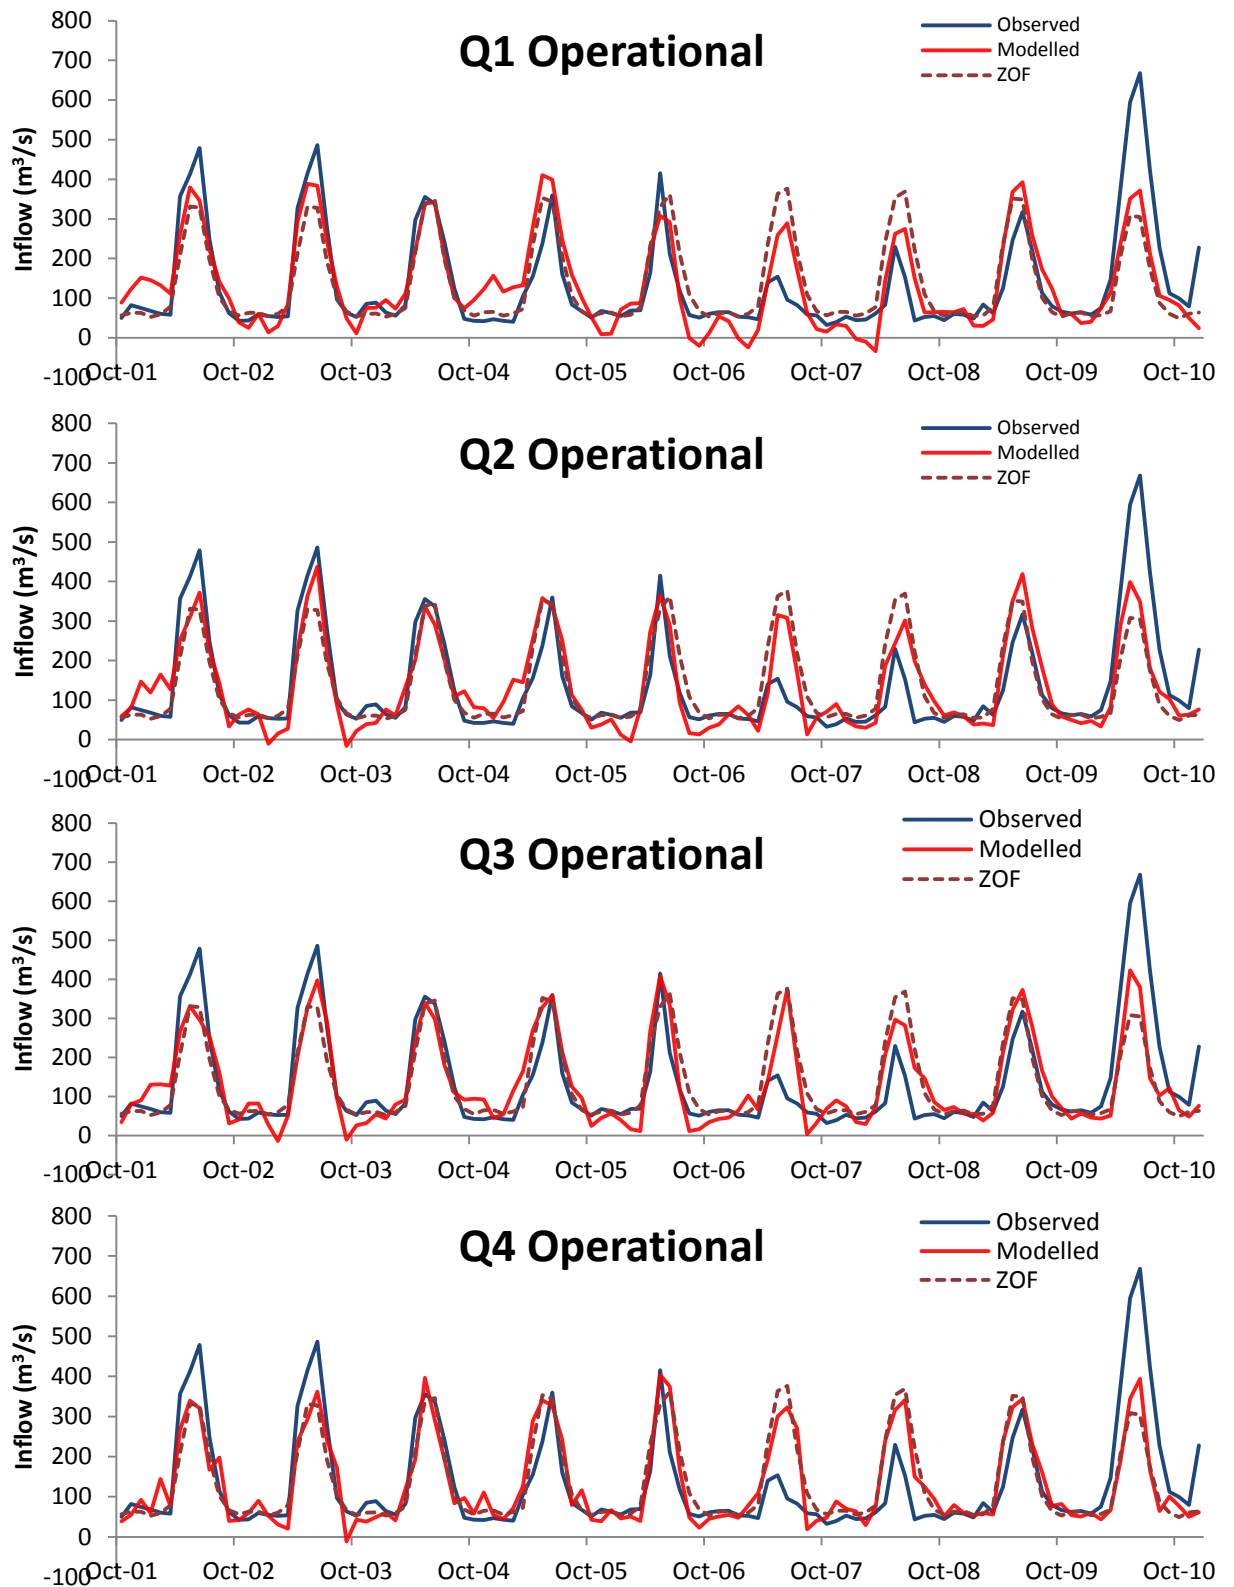 800
Q1 Operational
Observed
Modelled
ZOF
700
600
500
400
300
200
100
0
-100
Inflow (m³/s)
Oct-01 Oct-02 Oct-03 Oct-04 Oct-05 Oct-06 Oct-07 Oct-08 Oct-09 Oct-10
800
Q2 Operational
Observed
Modelled
ZOF
700
600
500
400
300
200
100
0
-100
Inflow (m³/s)
Oct-01 Oct-02 Oct-03 Oct-04 Oct-05 Oct-06 Oct-07 Oct-08 Oct-09 Oct-10
800
Q3 Operational
Observed
Modelled
ZOF
700
600
500
400
300
200
100
0
-100
Inflow (m³/s)
Oct-01 Oct-02 Oct-03 Oct-04 Oct-05 Oct-06 Oct-07 Oct-08 Oct-09 Oct-10
800
Q4 Operational
Observed
Modelled
ZOF
700
600
500
400
300
200
100
0
-100
Inflow (m³/s)
Oct-01 Oct-02 Oct-03 Oct-04 Oct-05 Oct-06 Oct-07 Oct-08 Oct-09 Oct-10